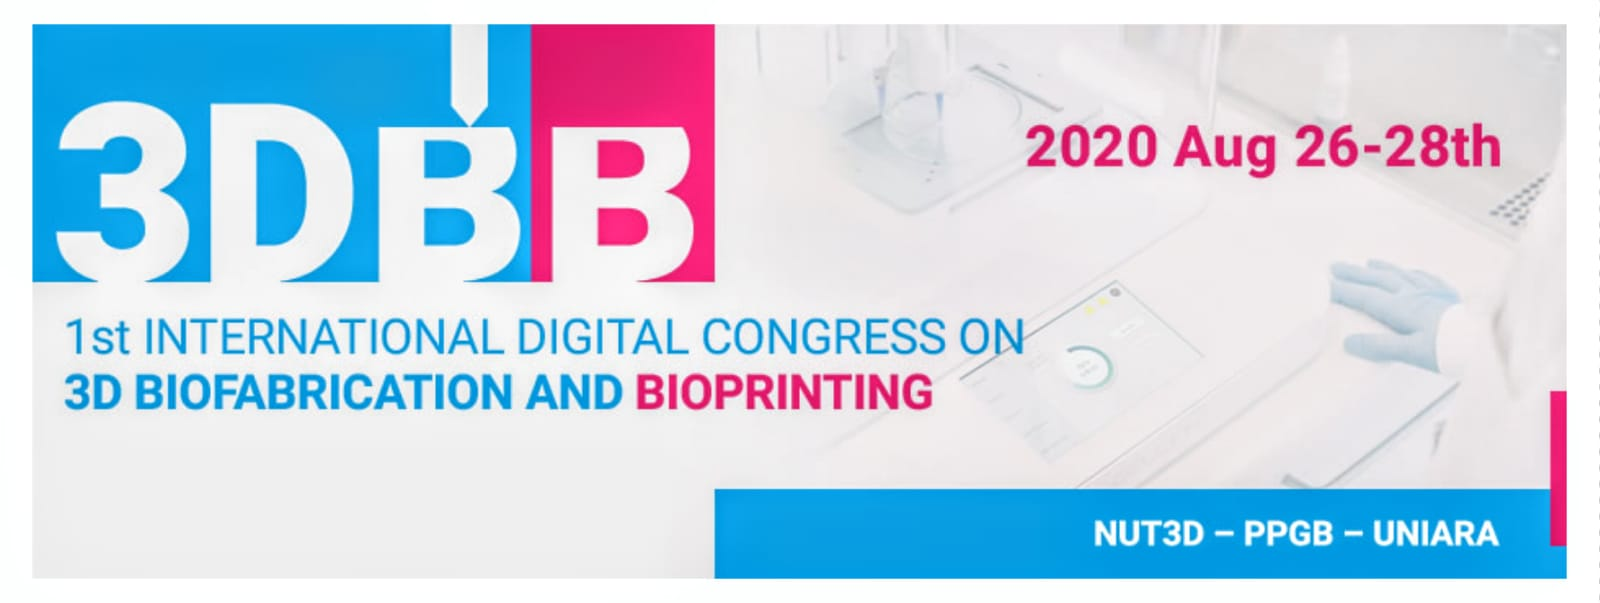 3DBB
2020 Aug 26-28th
1st INTERNATIONAL DIGITAL CONGRESS ON
3D BIOFABRICATION AND BIOPRINTING
NUT3D – PPGB – UNIARA